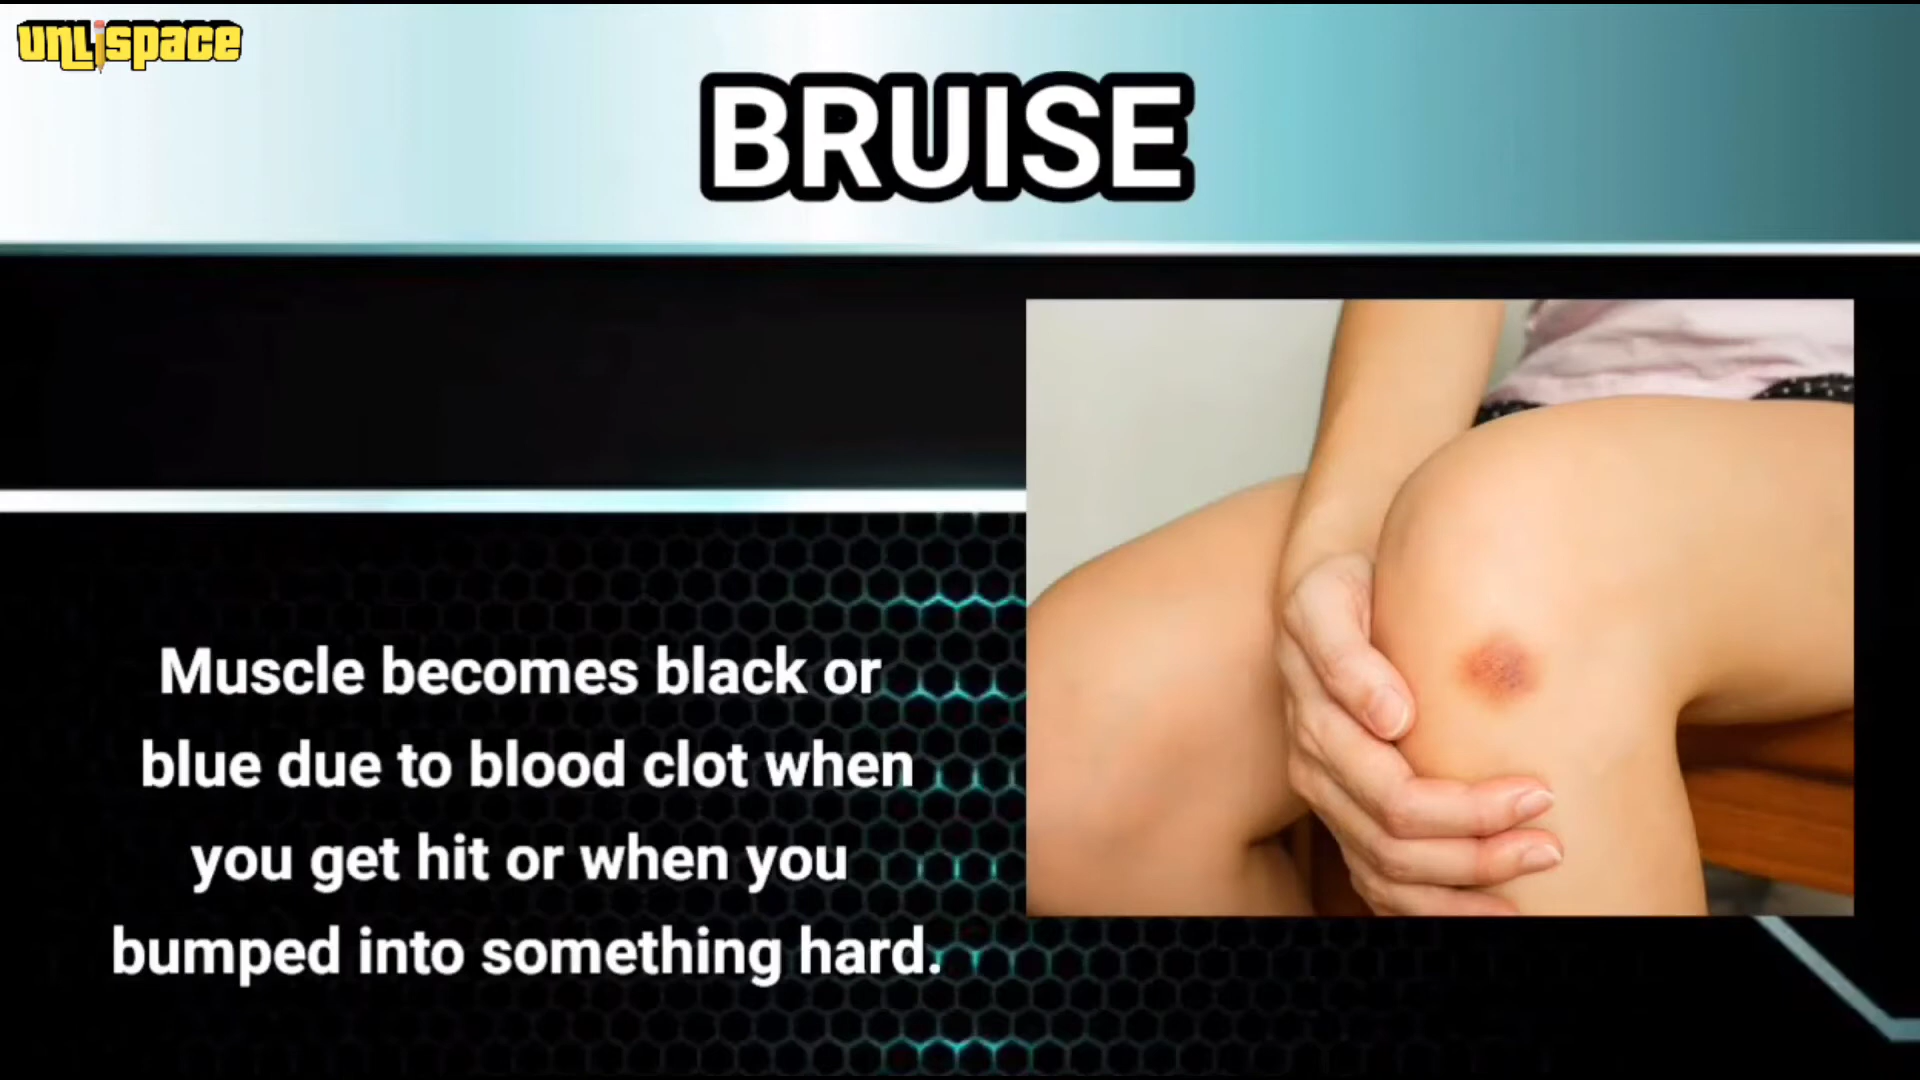 UNLiSPACE
BRUISE
Muscle becomes black or
blue due to blood clot when
you get hit or when you
bumped into something hard.